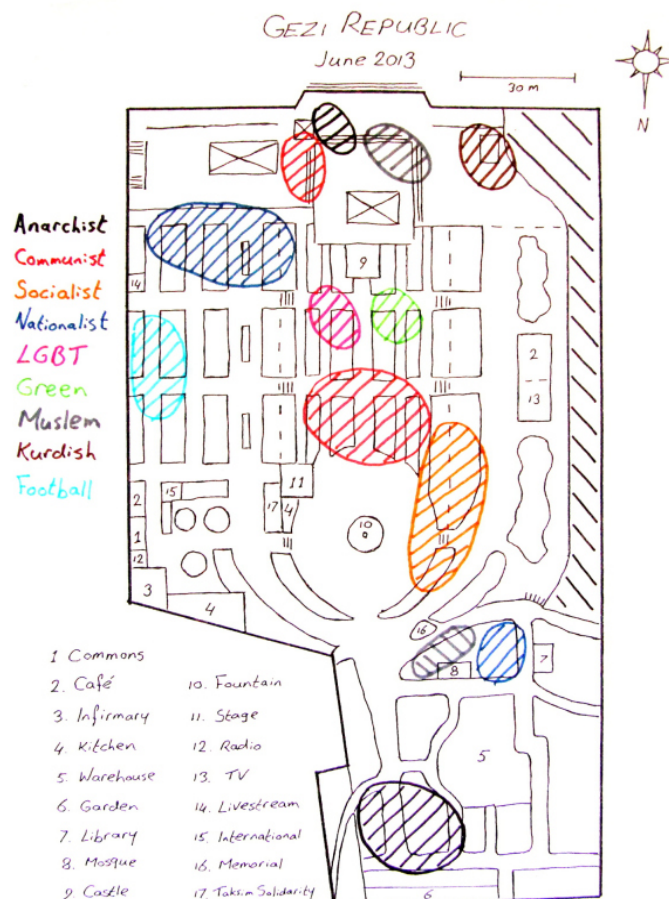 GEZI REPUBLIC
June 2013
30 m
N
Anarchist
Communist
Socialist
Nationalist
LGBT
Green
Muslem
Kurdish
Football
9
14
2
13
11
17
4
10
15
2
1
12
3
4
16
8
7
5
6
1 Commons
2. Café
3. Infirmary
4. Kitchen
5. Warehouse
6. Garden
7. Library
8. Mosque
9. Castle
10. Fountain
11. Stage
12. Radio
13. TV
14. Livestream
15. International
16. Memorial
17. Taksim Solidarity